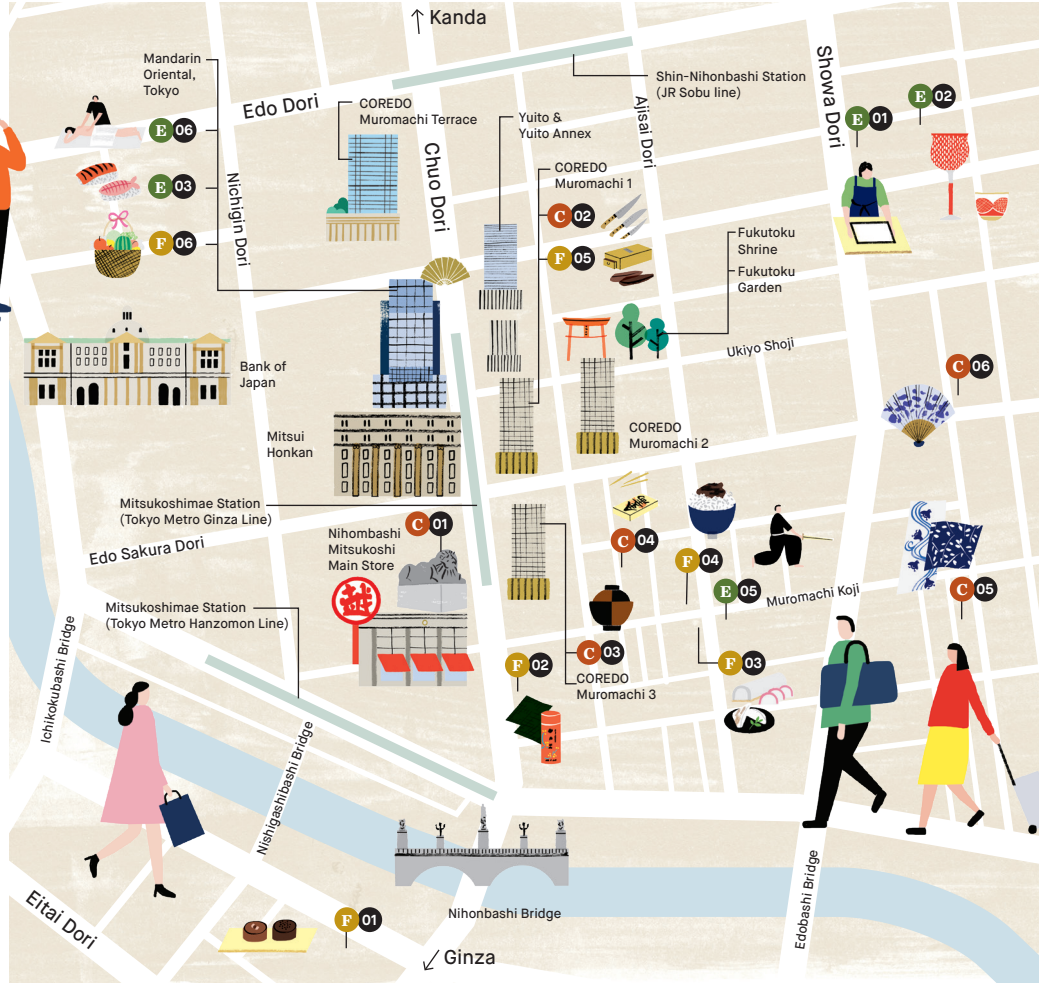 ↑ Kanda
Mandarin
Oriental,
Tokyo
Edo Dori
COREDO
Muromachi Terrace
Shin-Nihonbashi Station
(JR Sobu line)
Showa Dori
E 02
E 01
Ajisai Dori
Yuito &
Yuito Annex
E 06
Chuo Dori
COREDO
Muromachi 1
E 03
Nichigin Dori
C 02
F 06
F 05
Fukutoku
Shrine
Fukutoku
Garden
Ukiyo Shoji
Bank of
Japan
C 06
Mitsui
Honkan
COREDO
Muromachi 2
Mitsukoshimae Station
(Tokyo Metro Ginza Line)
C 01
Nihombashi
Mitsukoshi
Main Store
Edo Sakura Dori
C 04
F 04
E 05
Muromachi Koji
C 05
越
Mitsukoshimae Station
(Tokyo Metro Hanzomon Line)
Ichikokubashi Bridge
C 03
F 02
F 03
COREDO
Muromachi 3
Nishigashibashi Bridge
Edobashi Bridge
Nihonbashi Bridge
Eitai Dori
F 01
↙ Ginza